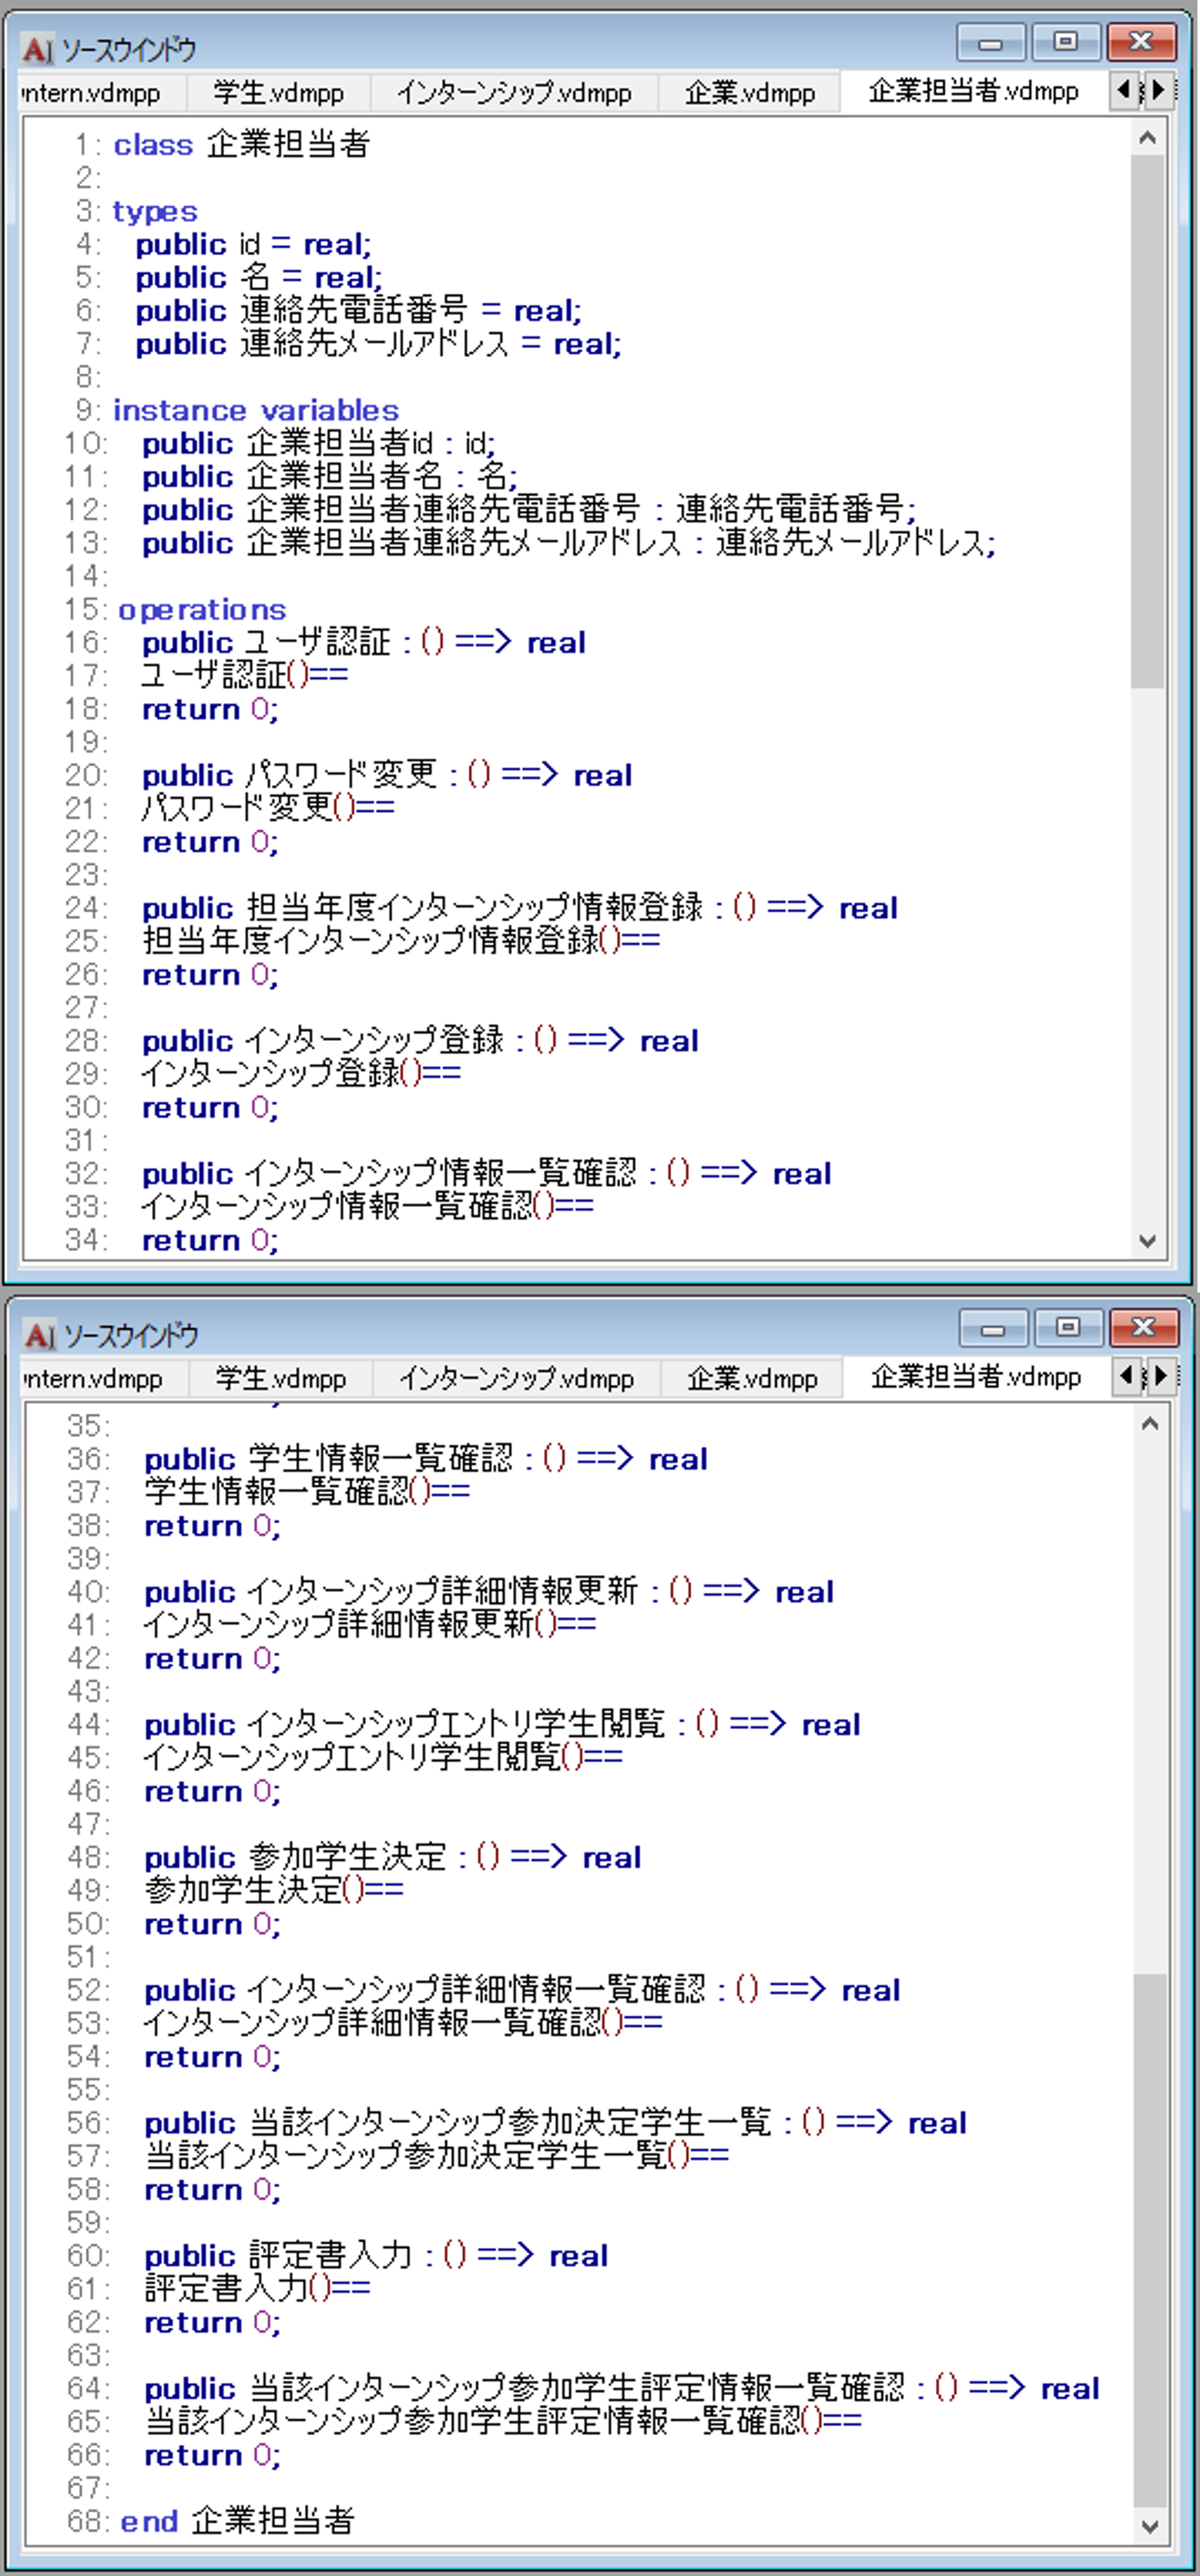 ソースウインドウ
ntern.vdmpp 学生.vdmpp インターンシップ.vdmpp 企業.vdmpp 企業担当者.vdmpp
1: class 企業担当者
2:
3: types
4: public id = real;
5: public 名 = real;
6: public 連絡先電話番号 = real;
7: public 連絡先メールアドレス = real;
8:
9: instance variables
10: public 企業担当者id : id;
11: public 企業担当者名 : 名;
12: public 企業担当者連絡先電話番号 : 連絡先電話番号;
13: public 企業担当者連絡先メールアドレス : 連絡先メールアドレス;
14:
15: operations
16: public ユーザ認証 : () ==> real
17: ユーザ認証()==
18: return 0;
19:
20: public パスワード変更 : () ==> real
21: パスワード変更()==
22: return 0;
23:
24: public 担当年度インターンシップ情報登録 : () ==> real
25: 担当年度インターンシップ情報登録()==
26: return 0;
27:
28: public インターンシップ登録 : () ==> real
29: インターンシップ登録()==
30: return 0;
31:
32: public インターンシップ情報一覧確認 : () ==> real
33: インターンシップ情報一覧確認()==
34: return 0;
ソースウインドウ
ntern.vdmpp 学生.vdmpp インターンシップ.vdmpp 企業.vdmpp 企業担当者.vdmpp
35:
36: public 学生情報一覧確認 : () ==> real
37: 学生情報一覧確認()==
38: return 0;
39:
40: public インターンシップ詳細情報更新 : () ==> real
41: インターンシップ詳細情報更新()==
42: return 0;
43:
44: public インターンシップエントリ学生閲覧 : () ==> real
45: インターンシップエントリ学生閲覧()==
46: return 0;
47:
48: public 参加学生決定 : () ==> real
49: 参加学生決定()==
50: return 0;
51:
52: public インターンシップ詳細情報一覧確認 : () ==> real
53: インターンシップ詳細情報一覧確認()==
54: return 0;
55:
56: public 当該インターンシップ参加決定学生一覧 : () ==> real
57: 当該インターンシップ参加決定学生一覧()==
58: return 0;
59:
60: public 評定書入力 : () ==> real
61: 評定書入力()==
62: return 0;
63:
64: public 当該インターンシップ参加学生評定情報一覧確認 : () ==> real
65: 当該インターンシップ参加学生評定情報一覧確認()==
66: return 0;
67:
68: end 企業担当者